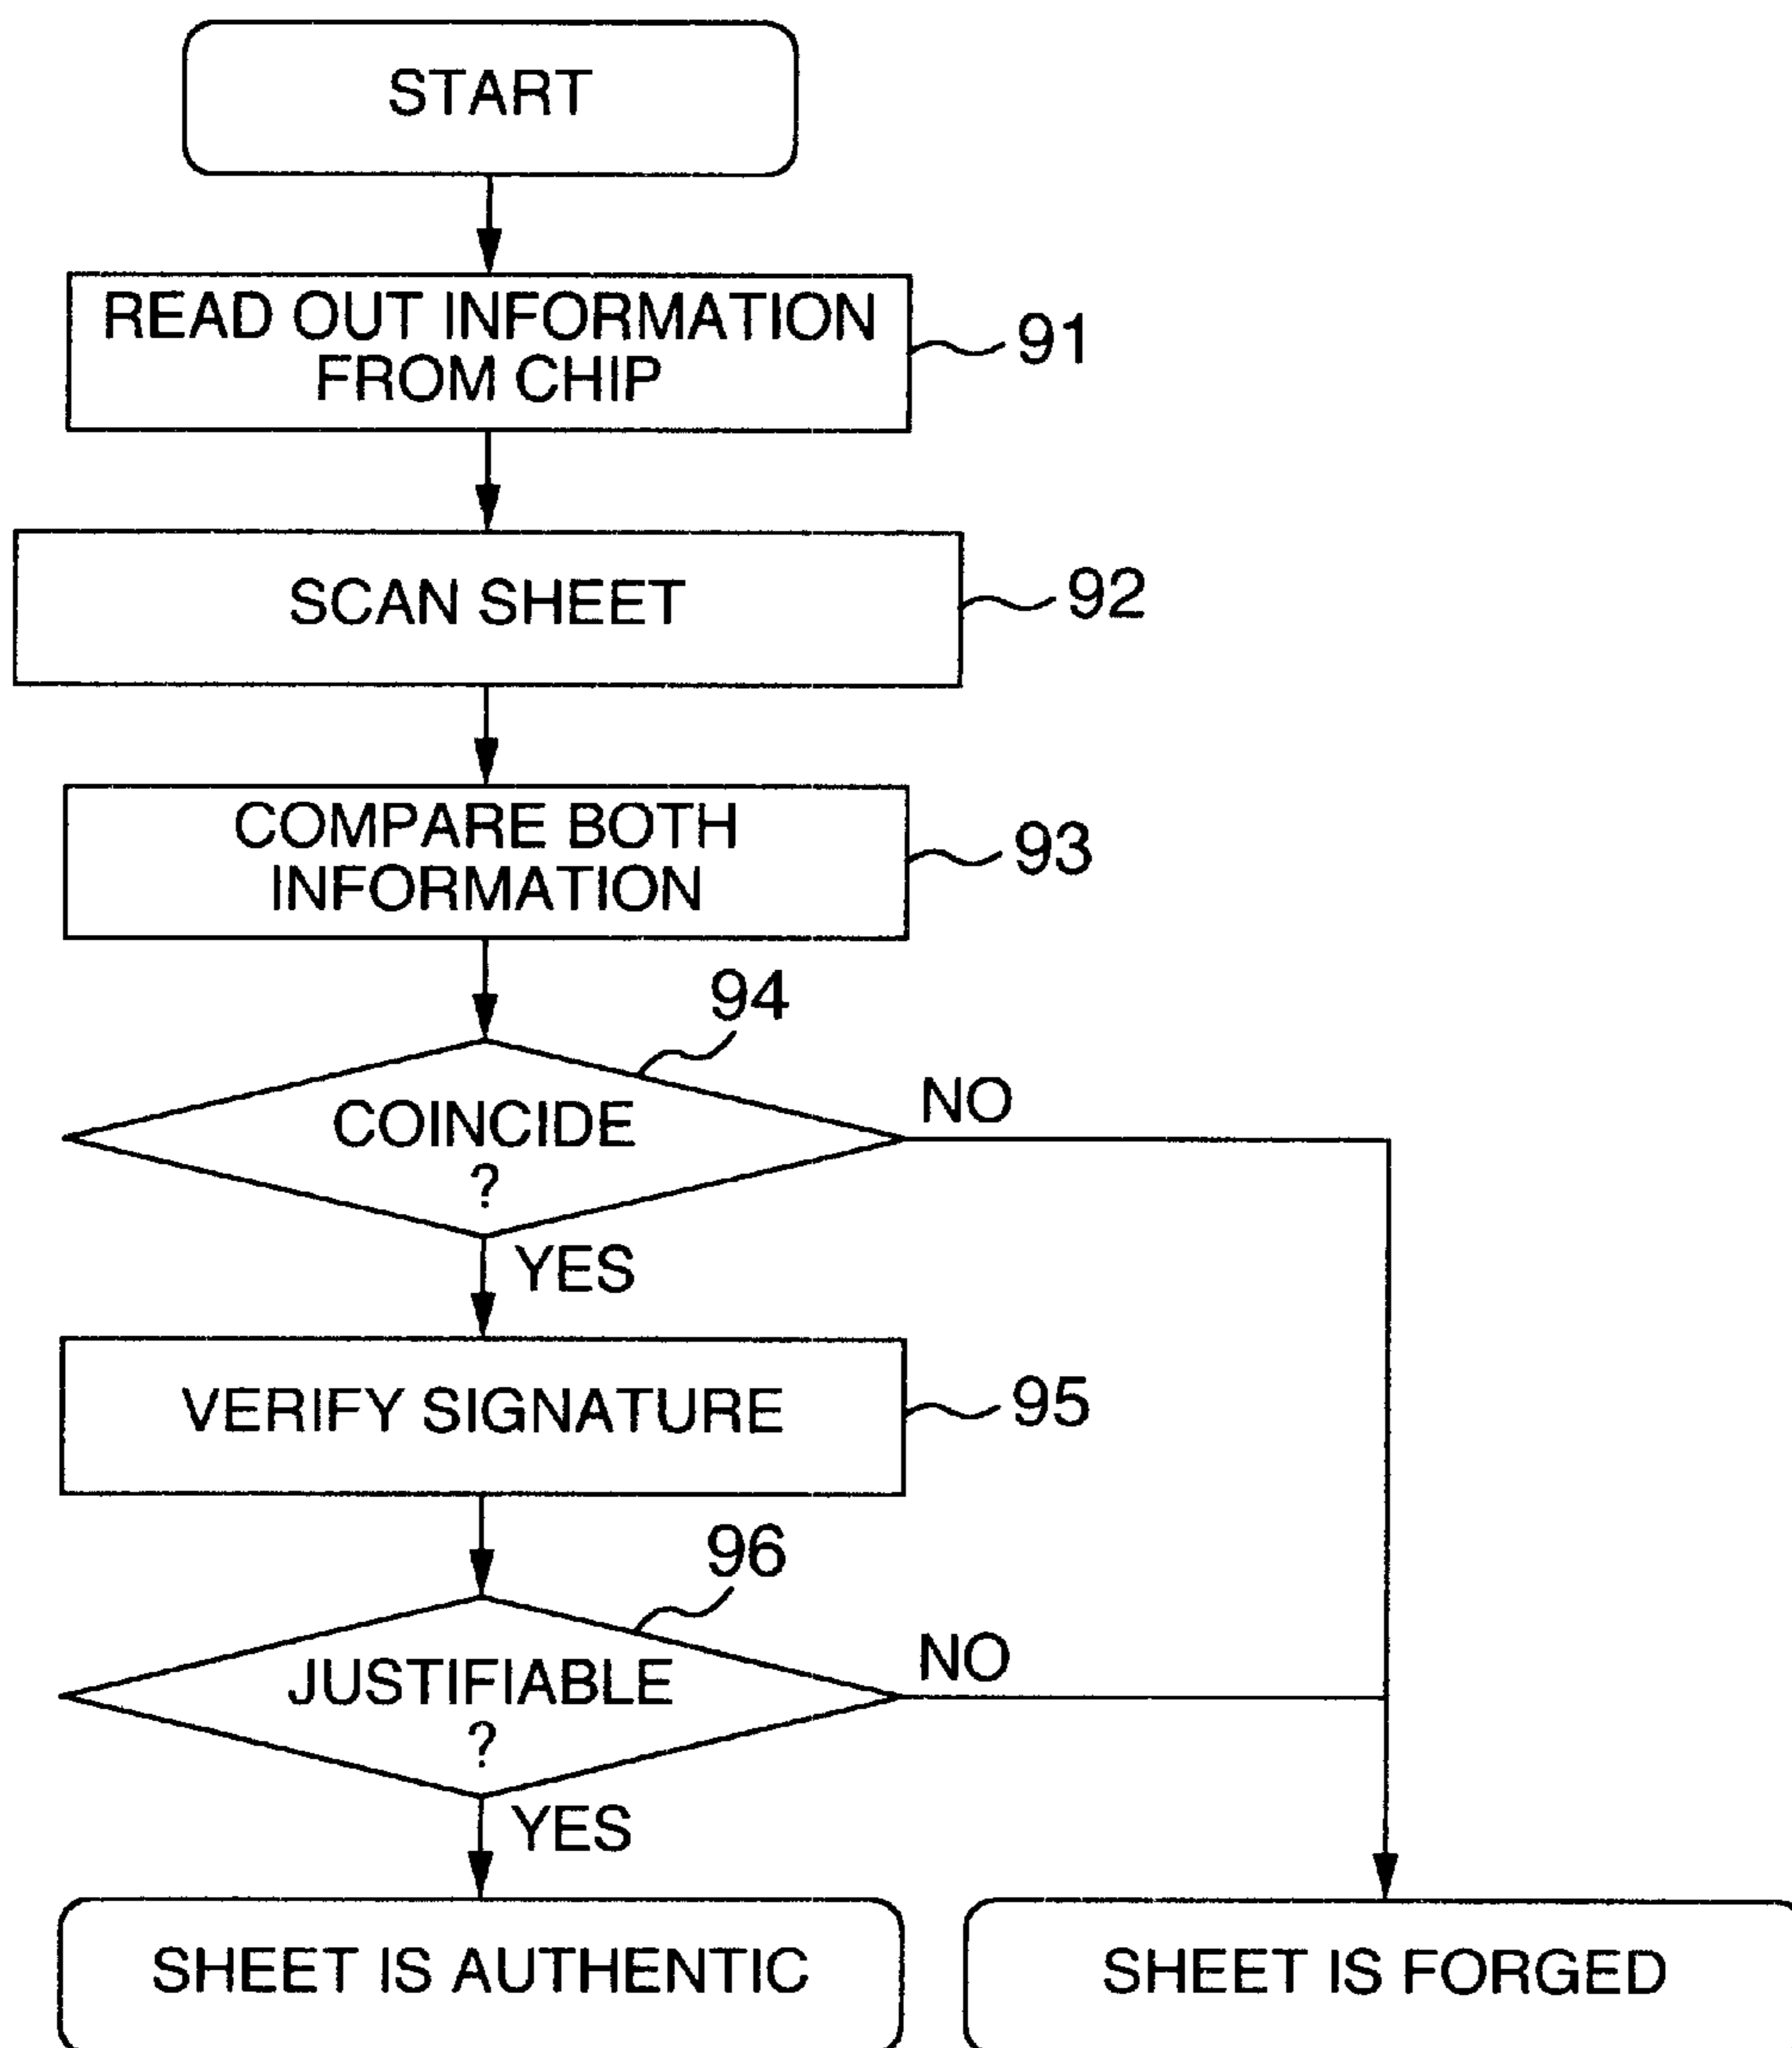 START
READ OUT INFORMATION
FROM CHIP
91
SCAN SHEET
92
COMPARE BOTH
INFORMATION
93
94
COINCIDE
?
NO
YES
VERIFY SIGNATURE
95
96
JUSTIFIABLE
?
NO
YES
SHEET IS AUTHENTIC
SHEET IS FORGED